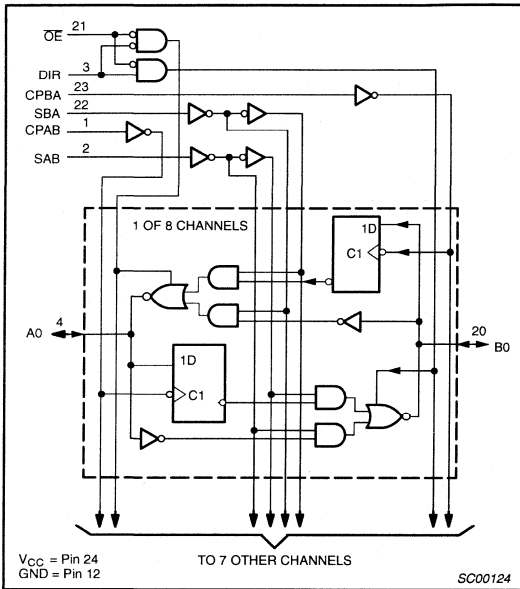 OE 21
DIR 3
CPBA 23
SBA 22
CPAB 1
SAB 2
1 OF 8 CHANNELS
1D
C1
A0 4
20 B0
1D
C1
VCC = Pin 24
GND = Pin 12
TO 7 OTHER CHANNELS
SC00124